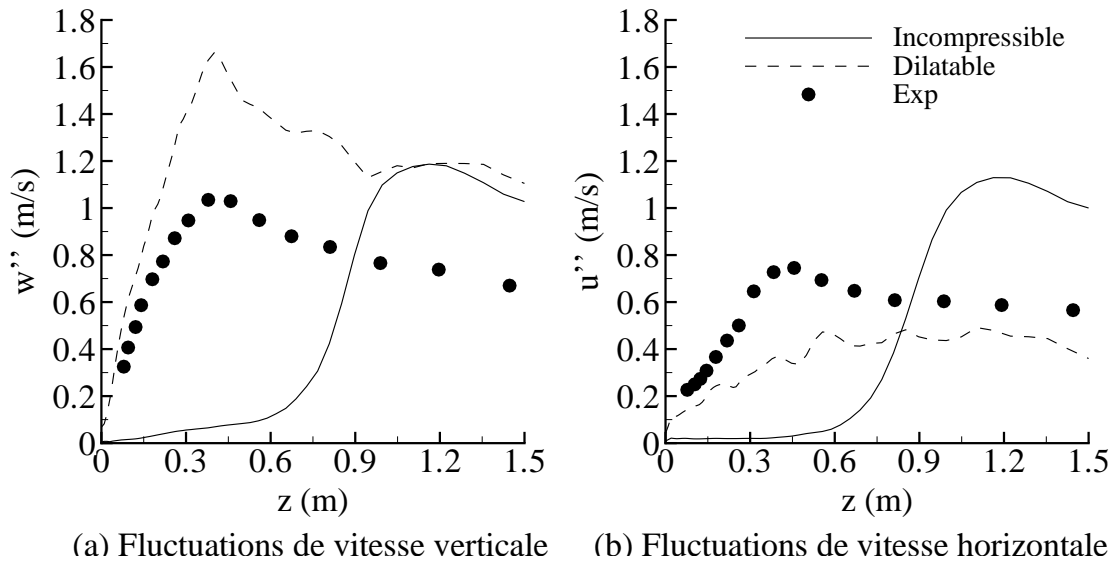 1.8
1.6
1.4
1.2
1
0.8
0.6
0.4
0.2
0
w’’ (m/s)
0 0.3 0.6 0.9 1.2 1.5
z (m)
(a) Fluctuations de vitesse verticale
1.8
1.6
1.4
1.2
1
0.8
0.6
0.4
0.2
0
u’’ (m/s)
Incompressible
Dilatable
Exp
0 0.3 0.6 0.9 1.2 1.5
z (m)
(b) Fluctuations de vitesse horizontale